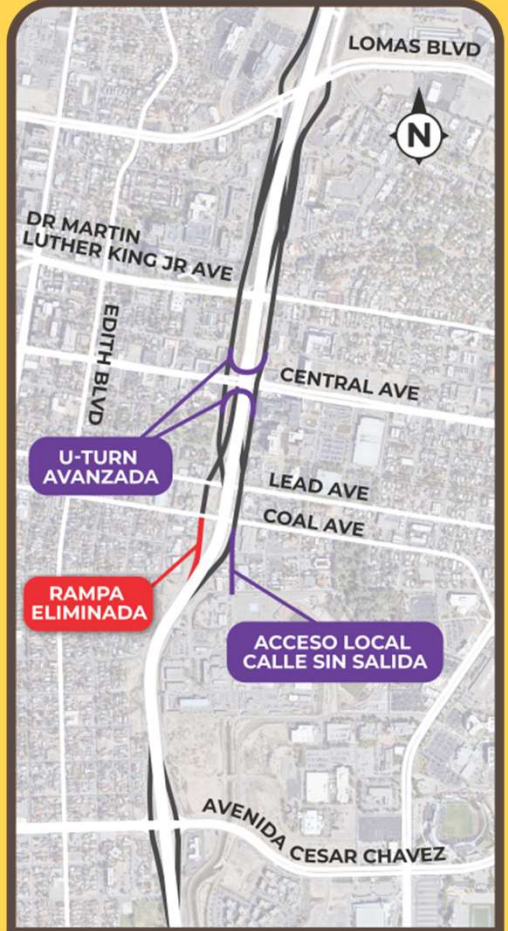 LOMAS BLVD
N
DR MARTIN
LUTHER KING JR AVE
EDITH BLVD
CENTRAL AVE
U-TURN
AVANZADA
LEAD AVE
COAL AVE
RAMPA
ELIMINADA
ACCESO LOCAL
CALLE SIN SALIDA
AVENIDA CESAR CHAVEZ